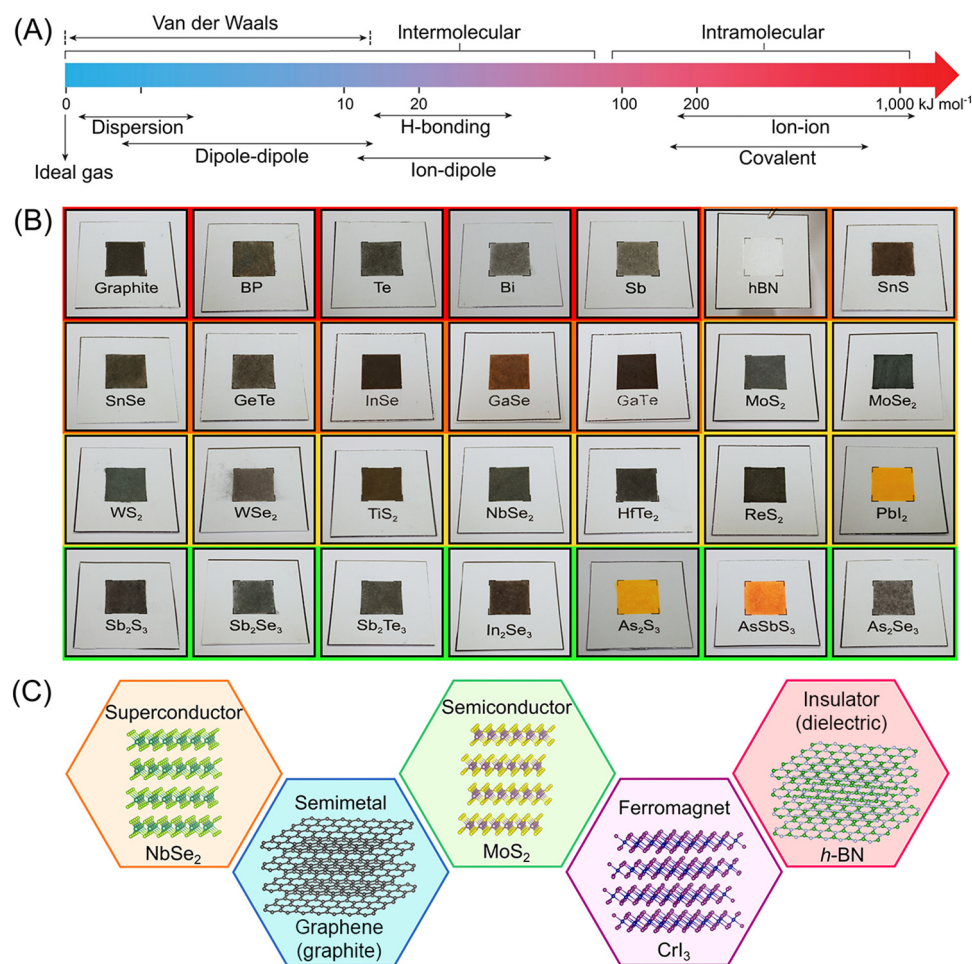 (A)
Van der Waals
Intermolecular
Intramolecular
0
10
20
100
200
1,000 kJ mol⁻¹
Dispersion
H-bonding
Ion-ion
Dipole-dipole
Ion-dipole
Covalent
Ideal gas
(B)
Graphite
BP
Te
Bi
Sb
hBN
SnS
SnSe
GeTe
InSe
GaSe
GaTe
MoS₂
MoSe₂
WS₂
WSe₂
TiS₂
NbSe₂
HfTe₂
ReS₂
PbI₂
Sb₂S₃
Sb₂Se₃
Sb₂Te₃
In₂Se₃
As₂S₃
AsSbS₃
As₂Se₃
(C)
Superconductor
NbSe₂
Semimetal
Graphene
(graphite)
Semiconductor
MoS₂
Ferromagnet
CrI₃
Insulator
(dielectric)
h-BN